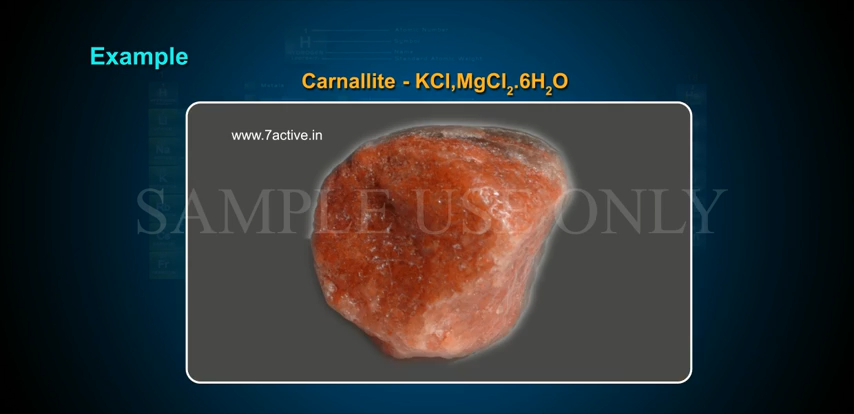 Example
Carnallite - KCl,MgCl₂.6H₂O
www.7active.in
SAMPLE USE ONLY